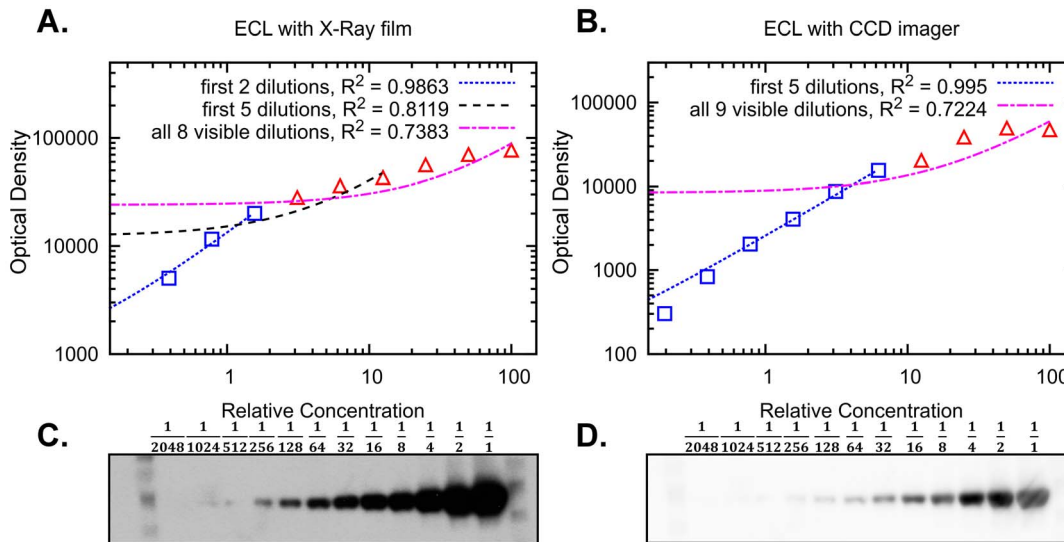 A.
ECL with X-Ray film
first 2 dilutions, R² = 0.9863
first 5 dilutions, R² = 0.8119
all 8 visible dilutions, R² = 0.7383
Optical Density
100000
10000
1000
1 10 100
Relative Concentration
B.
ECL with CCD imager
first 5 dilutions, R² = 0.995
all 9 visible dilutions, R² = 0.7224
Optical Density
100000
10000
1000
100
1 10 100
Relative Concentration
C.
1/2048 1/1024 1/512 1/256 1/128 1/64 1/32 1/16 1/8 1/4 1/2 1/1
D.
1/2048 1/1024 1/512 1/256 1/128 1/64 1/32 1/16 1/8 1/4 1/2 1/1